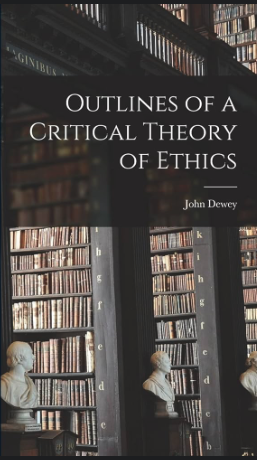 OUTLINES OF A
CRITICAL THEORY
OF ETHICS
John Dewey
h
g
f
e
d
k
i
h
g
f
e
d